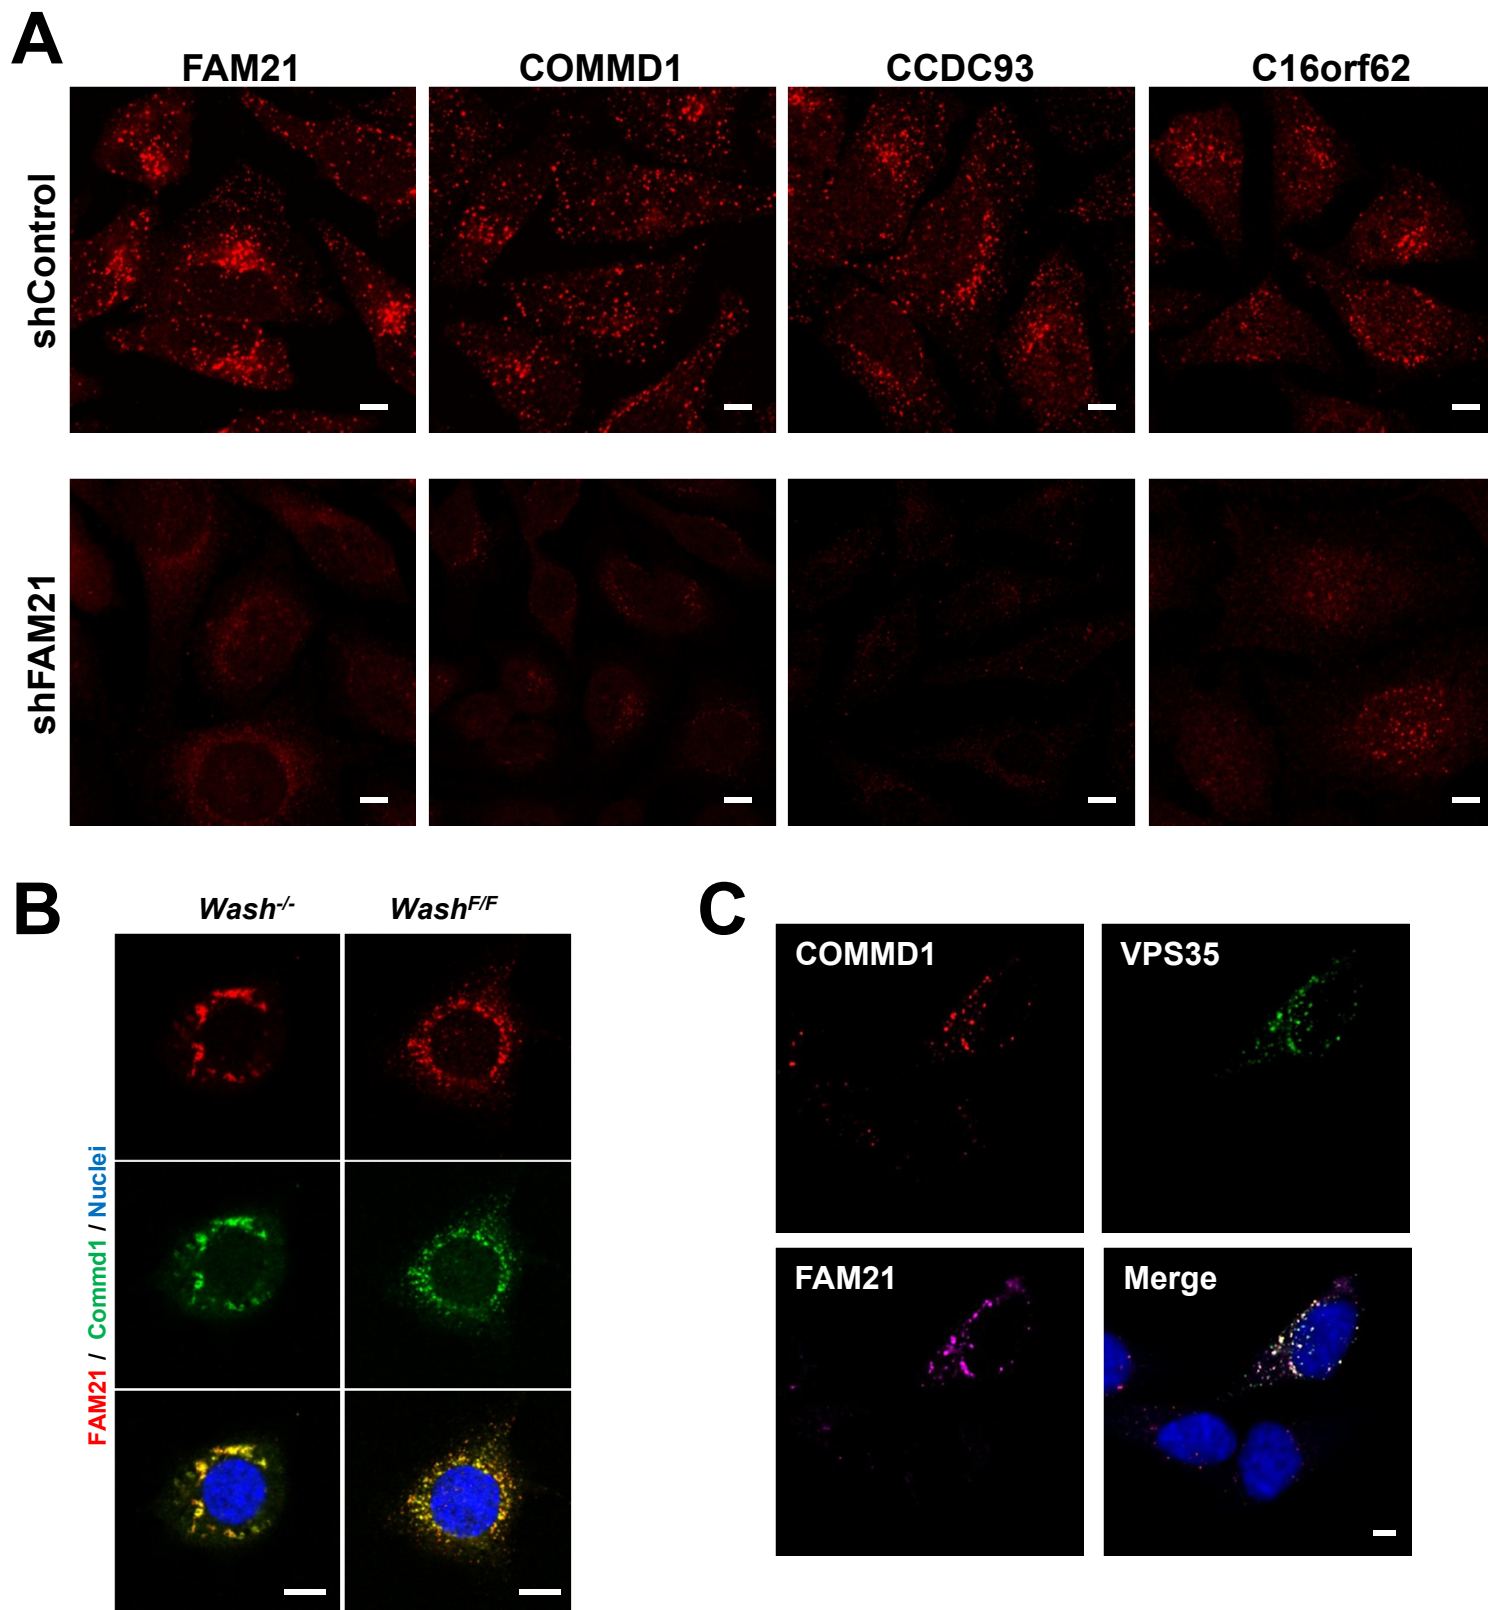 A
FAM21 COMMD1 CCDC93 C16orf62
shControl
shFAM21
B
Wash-/- WashF/F
FAM21 / Commd1 / Nuclei
C
COMMD1 VPS35
FAM21 Merge